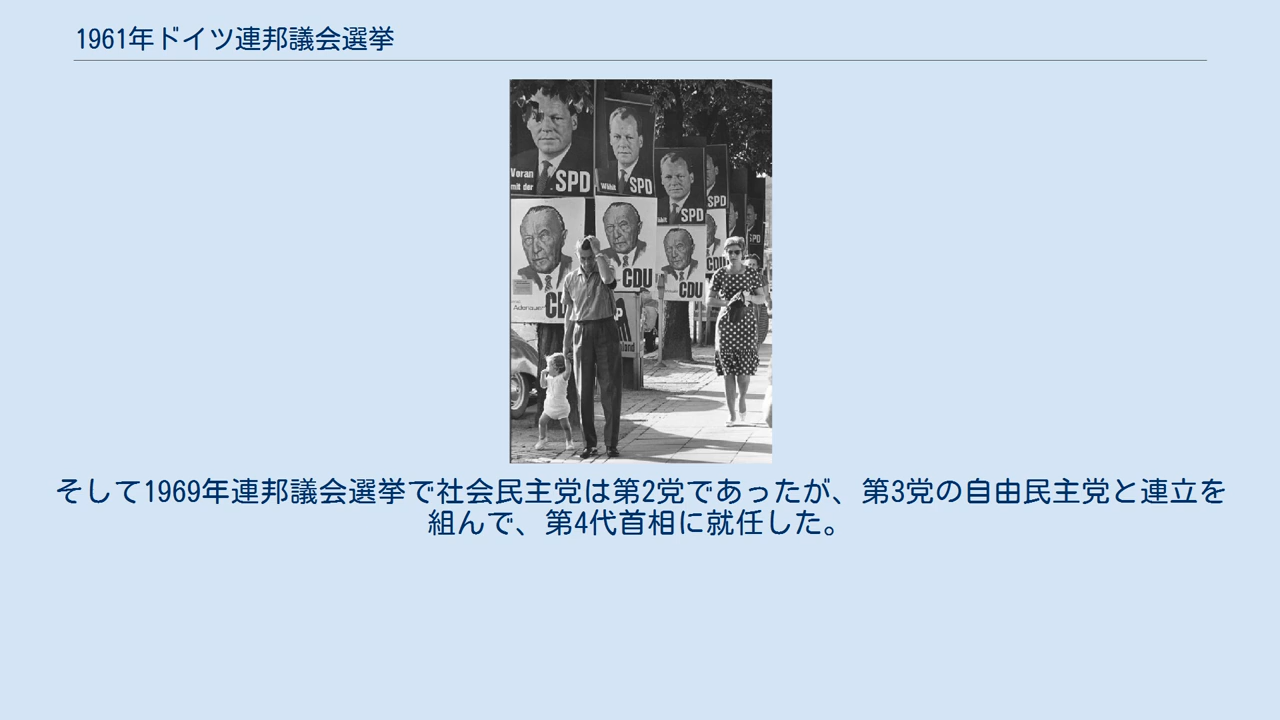 1961年ドイツ連邦議会選挙
Voran
mit der
SPD
Wählt
SPD
SPD
SPD
SPD
CDU
CDU
CDU
Adenauer
そして1969年連邦議会選挙で社会民主党は第2党であったが、第3党の自由民主党と連立を
組んで、第4代首相に就任した。